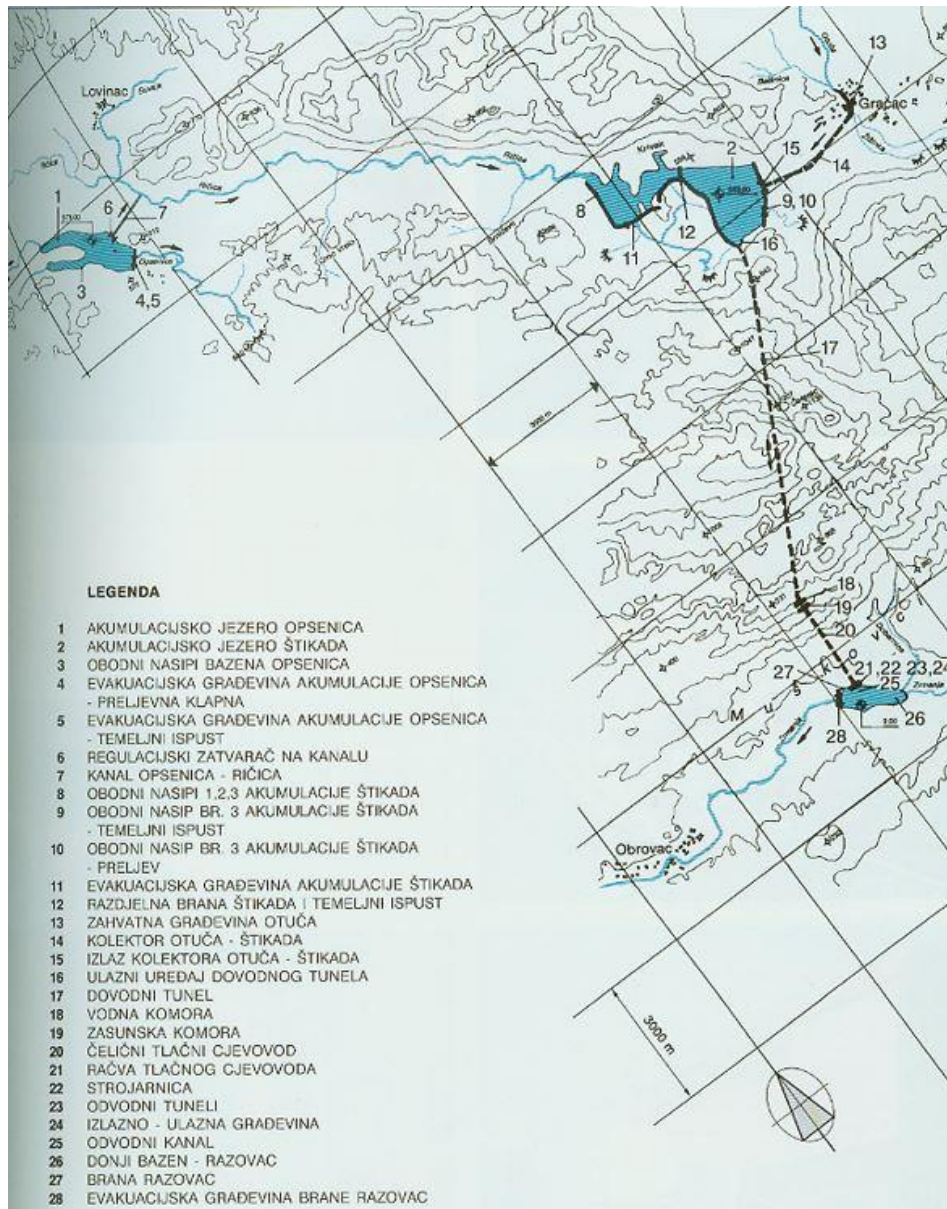 13
Lovinac
Gračac
2
15
14
Ričica
Ričica
1
6
7
8
9, 10
11
12
16
3
4,5
17
3000 m
18
19
20
27
21 ,22 23, 24
25
Zrmanja
M
u
s
k
o
v
c
i
28
26
Obrovac
3000 m
LEGENDA
1 AKUMULACIJSKO JEZERO OPSENICA
2 AKUMULACIJSKO JEZERO ŠTIKADA
3 OBODNI NASIPI BAZENA OPSENICA
4 EVAKUACIJSKA GRAĐEVINA AKUMULACIJE OPSENICA
- PRELJEVNA KLAPNA
5 EVAKUACIJSKA GRAĐEVINA AKUMULACIJE OPSENICA
- TEMELJNI ISPUST
6 REGULACIJSKI ZATVARAČ NA KANALU
7 KANAL OPSENICA - RIČICA
8 OBODNI NASIPI 1,2,3 AKUMULACIJE ŠTIKADA
9 OBODNI NASIP BR. 3 AKUMULACIJE ŠTIKADA
- TEMELJNI ISPUST
10 OBODNI NASIP BR. 3 AKUMULACIJE ŠTIKADA
- PRELJEV
11 EVAKUACIJSKA GRAĐEVINA AKUMULACIJE ŠTIKADA
12 RAZDJELNA BRANA ŠTIKADA I TEMELJNI ISPUST
13 ZAHVATNA GRAĐEVINA OTUČA
14 KOLEKTOR OTUČA - ŠTIKADA
15 IZLAZ KOLEKTORA OTUČA - ŠTIKADA
16 ULAZNI UREĐAJ DOVODNOG TUNELA
17 DOVODNI TUNEL
18 VODNA KOMORA
19 ZASUNSKA KOMORA
20 ČELIČNI TLAČNI CJEVOVOD
21 RAČVA TLAČNOG CJEVOVODA
22 STROJARNICA
23 ODVODNI TUNELI
24 IZLAZNO - ULAZNA GRAĐEVINA
25 ODVODNI KANAL
26 DONJI BAZEN - RAZOVAC
27 BRANA RAZOVAC
28 EVAKUACIJSKA GRAĐEVINA BRANE RAZOVAC